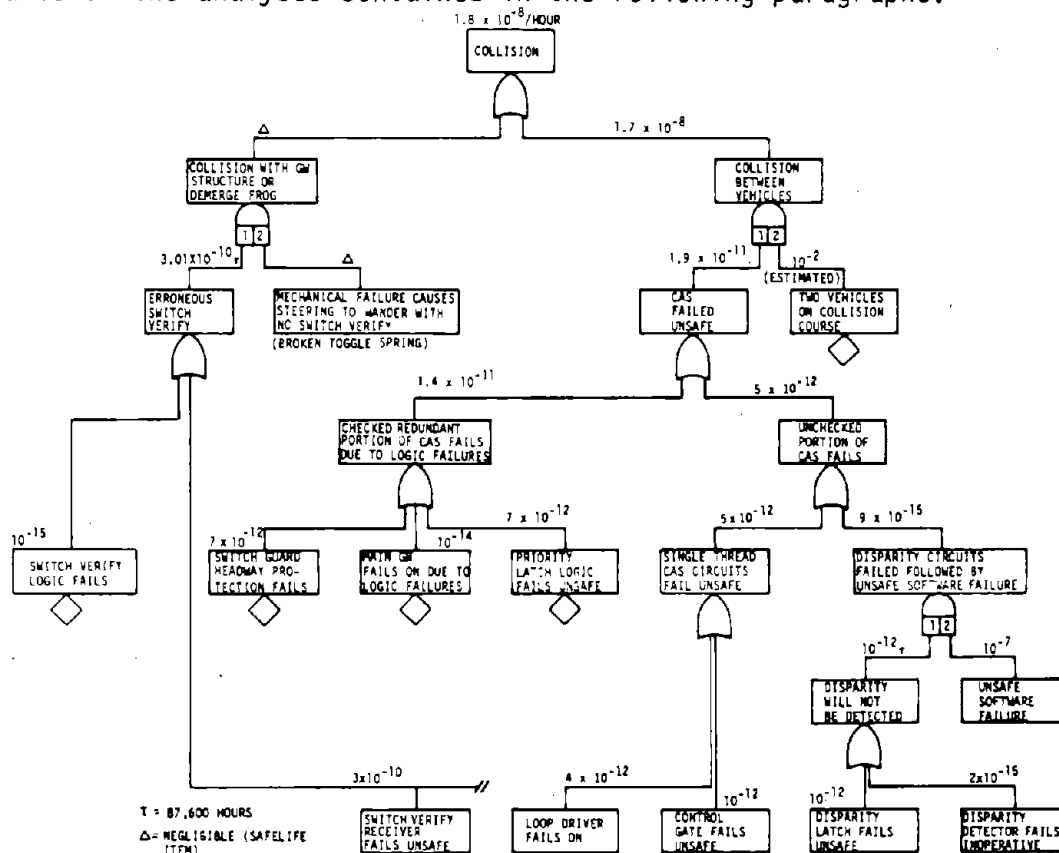 1.8 x 10⁻⁸/HOUR
COLLISION
Δ
1.7 x 10⁻⁸
COLLISION WITH GW
STRUCTURE OR
DEMERGE FROG
COLLISION
BETWEEN
VEHICLES
1 2
1 2
3.01X10⁻¹⁰τ
Δ
1.9 x 10⁻¹¹
10⁻²
(ESTIMATED)
ERRONEOUS
SWITCH
VERIFY
MECHANICAL FAILURE CAUSES
STEERING TO WANDER WITH
NO SWITCH VERIFY
(BROKEN TOGGLE SPRING)
CAS
FAILED
UNSAFE
TWO VEHICLES
ON COLLISION
COURSE
1.4 x 10⁻¹¹
5 x 10⁻¹²
CHECKED REDUNDANT
PORTION OF CAS FAILS
DUE TO LOGIC FAILURES
UNCHECKED
PORTION OF
CAS FAILS
10⁻¹⁵
7 x 10⁻¹²
10⁻¹⁴
7 x 10⁻¹²
5x10⁻¹²
9 x 10⁻¹⁵
SWITCH VERIFY
LOGIC FAILS
SWITCH GUARD
HEADWAY PRO-
TECTION FAILS
MAIN GW
FAILS ON DUE TO
LOGIC FAILURES
PRIORITY
LATCH LOGIC
FAILS UNSAFE
SINGLE THREAD
CAS CIRCUITS
FAIL UNSAFE
DISPARITY CIRCUITS
FAILED FOLLOWED BY
UNSAFE SOFTWARE FAILURE
1 2
10⁻¹²τ
10⁻⁷
DISPARITY
WILL NOT
BE DETECTED
UNSAFE
SOFTWARE
FAILURE
3x10⁻¹⁰
4 x 10⁻¹²
10⁻¹²
10⁻¹²
2x10⁻¹⁵
SWITCH VERIFY
RECEIVER
FAILS UNSAFE
LOOP DRIVER
FAILS ON
CONTROL
GATE FAILS
UNSAFE
DISPARITY
LATCH FAILS
UNSAFE
DISPARITY
DETECTOR FAILS
INOPERATIVE
τ = 87,600 HOURS
Δ= NEGLIGIBLE (SAFELIFE
ITEM)